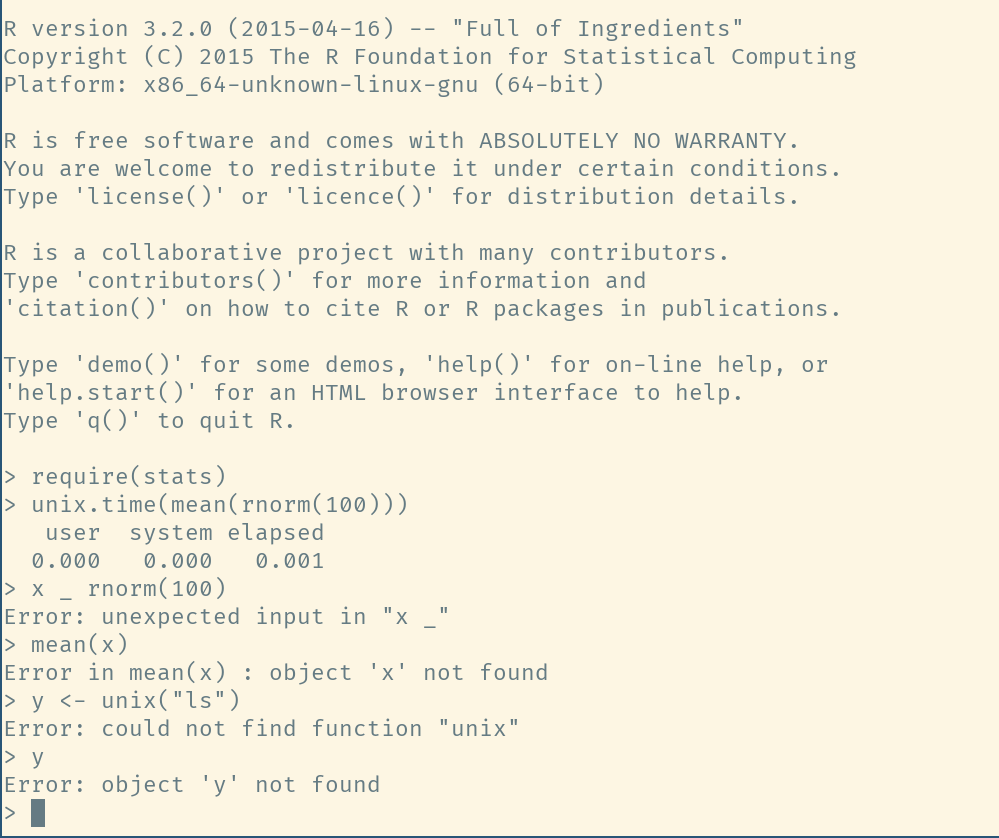 R version 3.2.0 (2015-04-16) -- "Full of Ingredients"
Copyright (C) 2015 The R Foundation for Statistical Computing
Platform: x86_64-unknown-linux-gnu (64-bit)

R is free software and comes with ABSOLUTELY NO WARRANTY.
You are welcome to redistribute it under certain conditions.
Type 'license()' or 'licence()' for distribution details.

R is a collaborative project with many contributors.
Type 'contributors()' for more information and
'citation()' on how to cite R or R packages in publications.

Type 'demo()' for some demos, 'help()' for on-line help, or
'help.start()' for an HTML browser interface to help.
Type 'q()' to quit R.

> require(stats)
> unix.time(mean(rnorm(100)))
   user  system elapsed
  0.000   0.000   0.001
> x _ rnorm(100)
Error: unexpected input in "x _"
> mean(x)
Error in mean(x) : object 'x' not found
> y <- unix("ls")
Error: could not find function "unix"
> y
Error: object 'y' not found
>